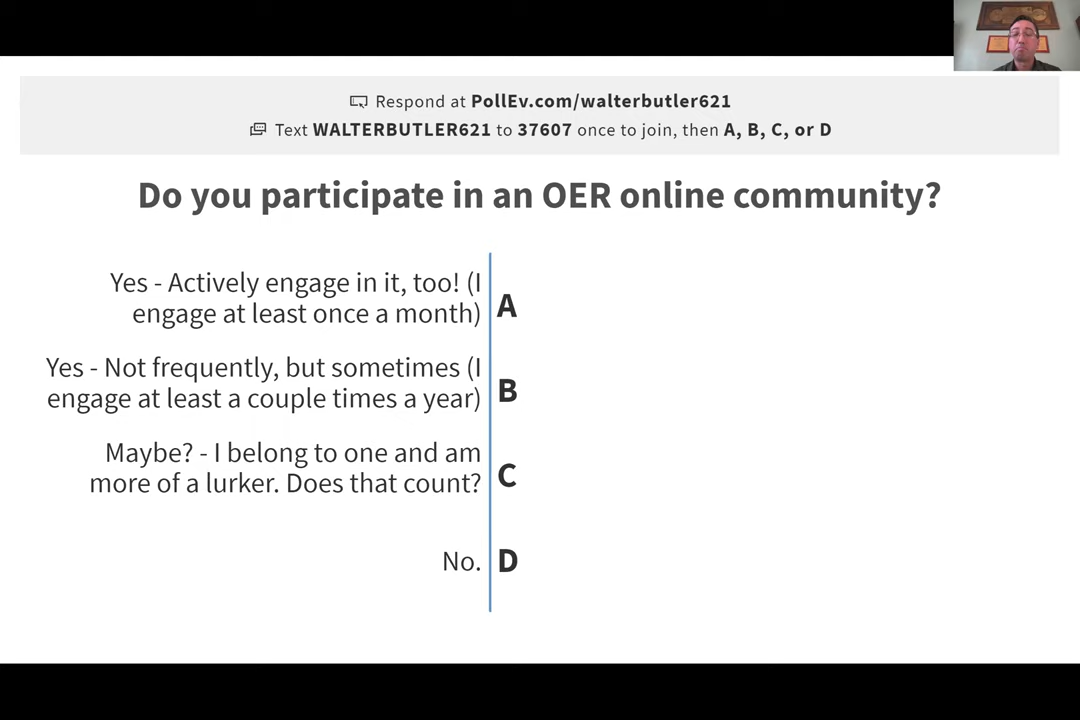 Respond at PollEv.com/walterbutler621
Text WALTERBUTLER621 to 37607 once to join, then A, B, C, or D
Do you participate in an OER online community?
Yes - Actively engage in it, too! (I
engage at least once a month)
A
Yes - Not frequently, but sometimes (I
engage at least a couple times a year)
B
Maybe? - I belong to one and am
more of a lurker. Does that count?
C
No.
D